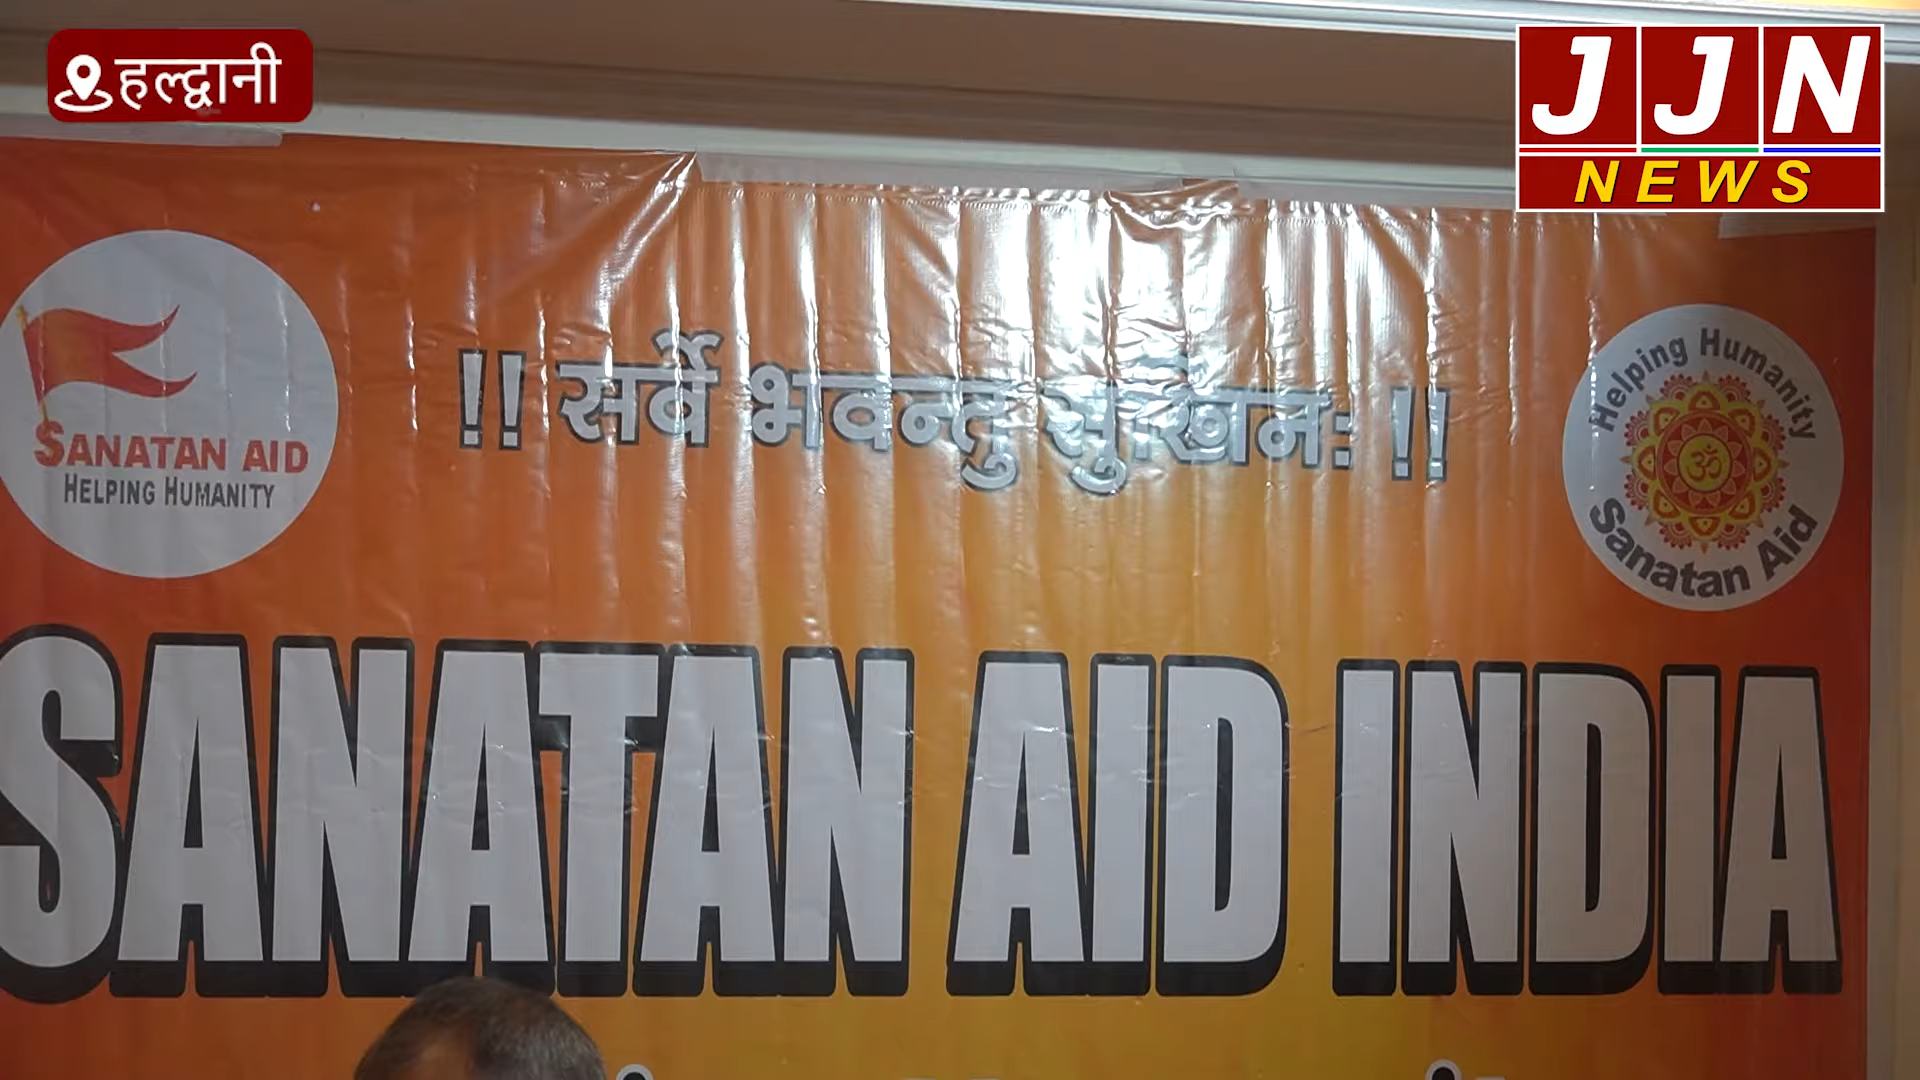 हल्द्वानी
JJN
NEWS
!! सर्वे भवन्तु सुखिनः !!
SANATAN AID
HELPING HUMANITY
Helping Humanity
ॐ
Sanatan Aid
SANATAN AID INDIA